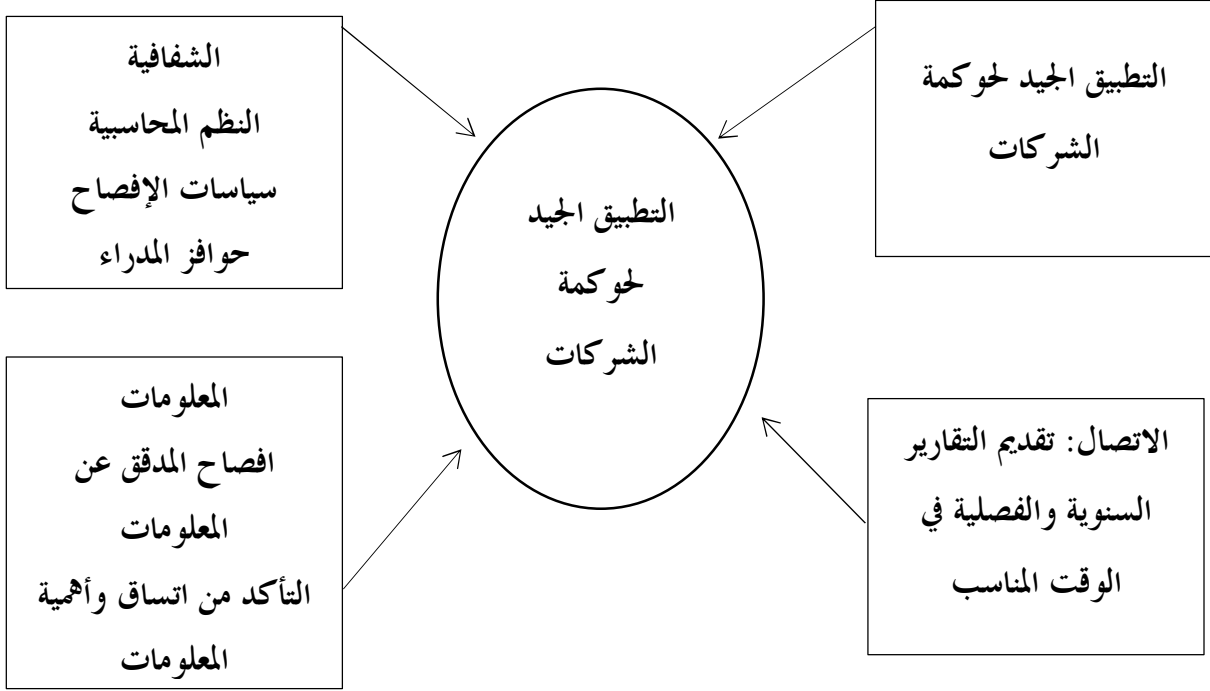 التطبيق الجيد لحوكمة
الشركات
الشفافية
النظم المحاسبية
سياسات الإفصاح
حوافز المدراء
التطبيق الجيد
لحوكمة
الشركات
الاتصال: تقديم التقارير
السنوية والفصلية في
الوقت المناسب
المعلومات
افصاح المدقق عن
المعلومات
التأكد من اتساق وأهمية
المعلومات